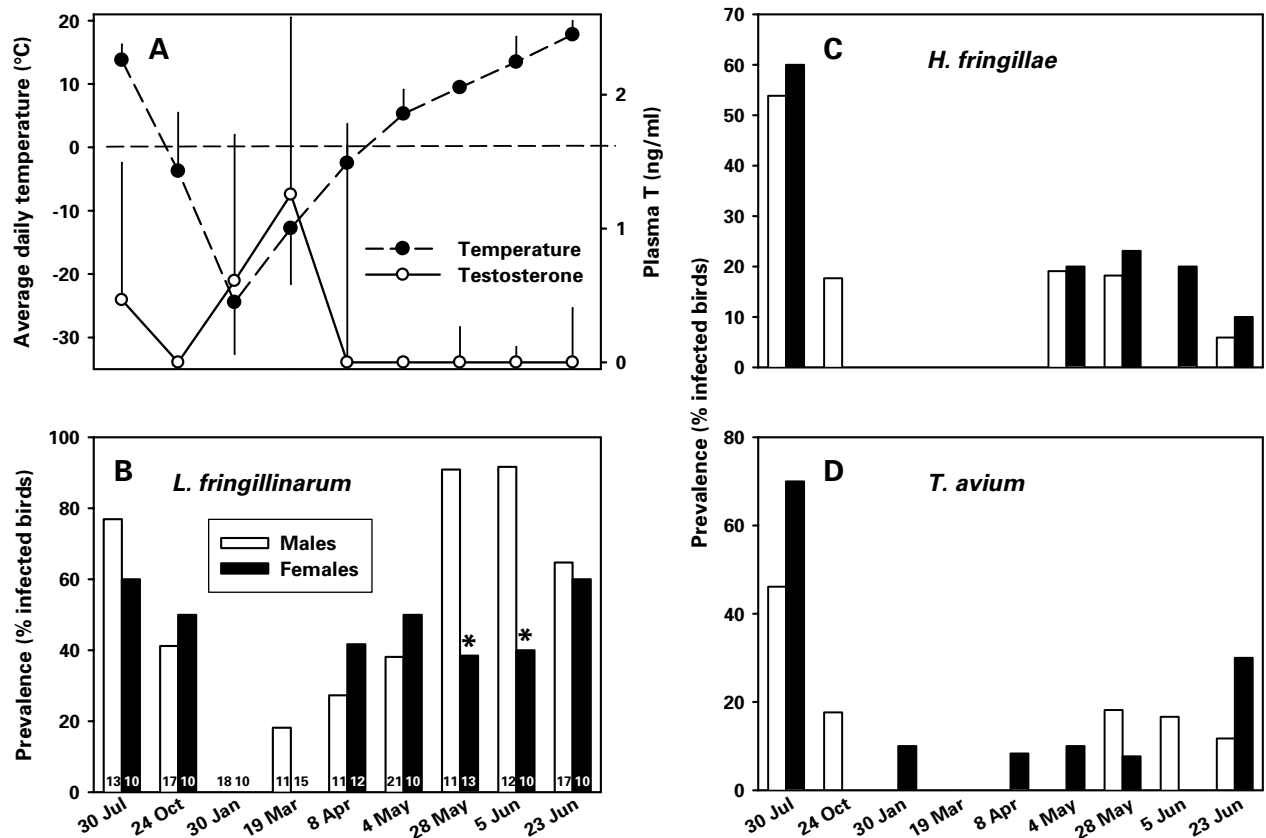 A
Average daily temperature (°C)
20
10
0
-10
-20
-30
Plasma T (ng/ml)
2
1
0
Temperature
Testosterone
B
L. fringillinarum
Prevalence (% infected birds)
100
80
60
40
20
0
Males
Females
* *
13 10 17 10 18 10 11 15 11 12 21 10 11 13 12 10 17 10
30 Jul 24 Oct 30 Jan 19 Mar 8 Apr 4 May 28 May 5 Jun 23 Jun
C
H. fringillae
Prevalence (% infected birds)
70
60
50
40
30
20
10
0
D
T. avium
80
60
40
20
0
30 Jul 24 Oct 30 Jan 19 Mar 8 Apr 4 May 28 May 5 Jun 23 Jun